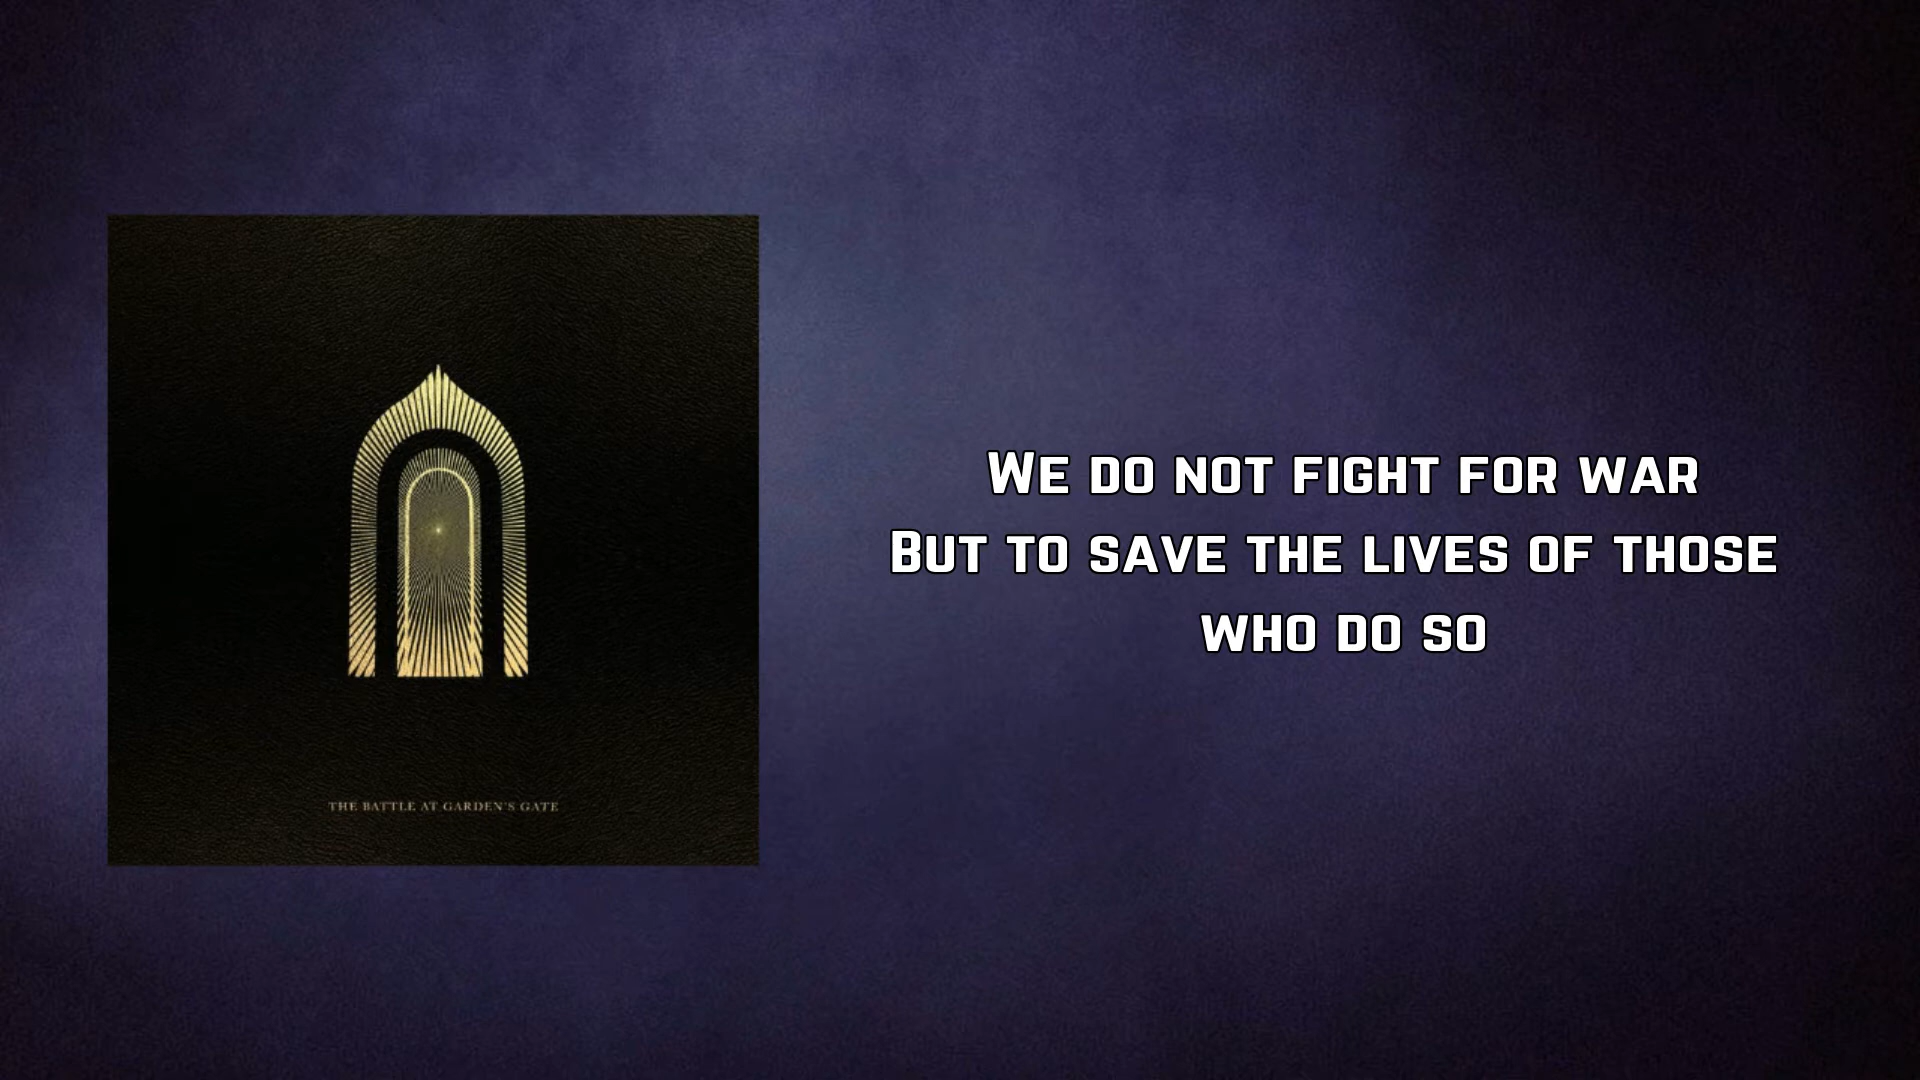 THE BATTLE AT GARDEN'S GATE
We do not fight for war
But to save the lives of those
who do so